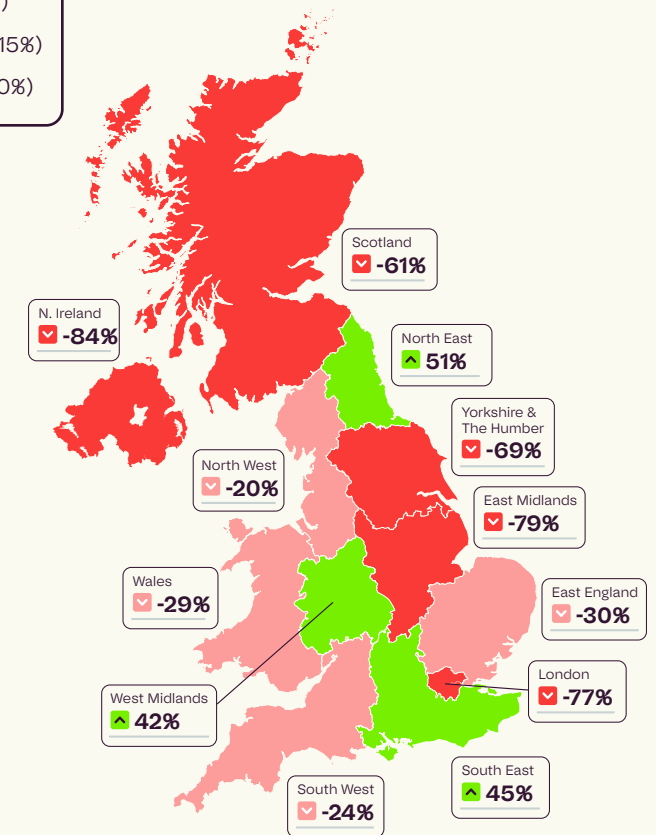 )
15%)
0%)
Scotland
-61%
N. Ireland
-84%
North East
51%
Yorkshire &
The Humber
-69%
North West
-20%
East Midlands
-79%
Wales
-29%
East England
-30%
London
-77%
West Midlands
42%
South East
45%
South West
-24%